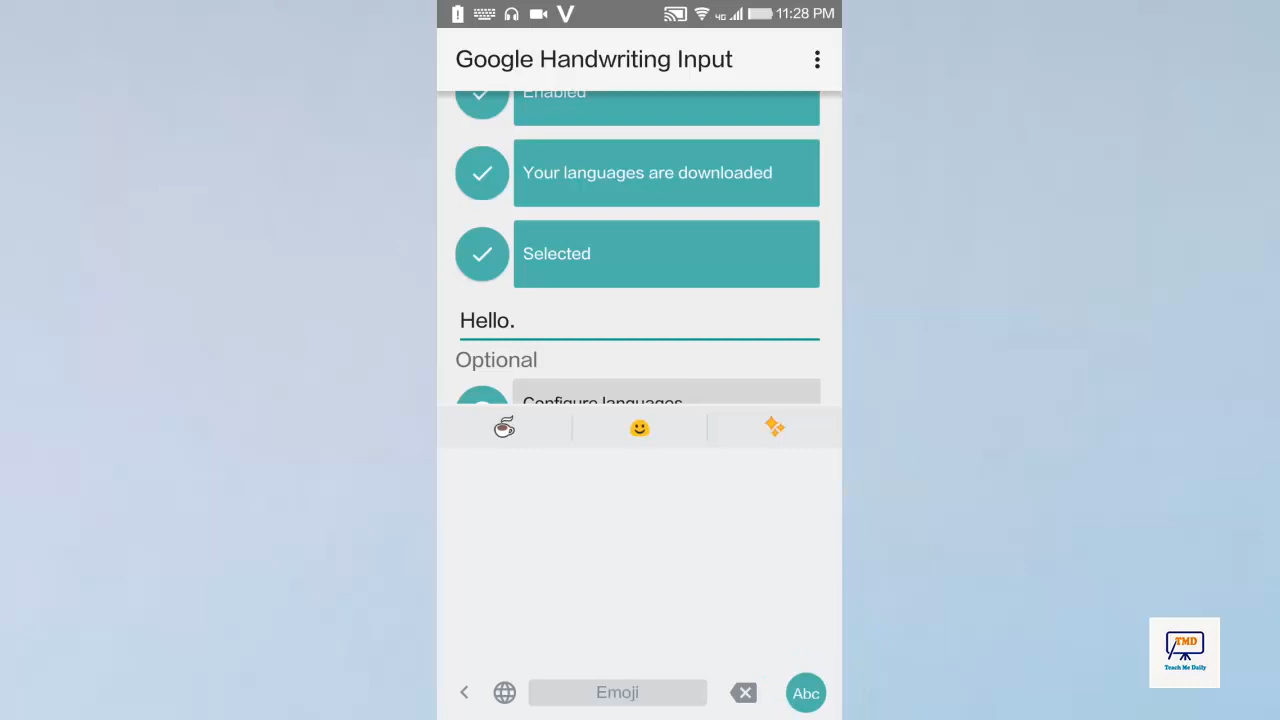 11:28 PM
4G
Google Handwriting Input
Enabled
Your languages are downloaded
Selected
Hello.
Optional
Configure languages
Emoji
Abc
TMD
Teach Me Daily